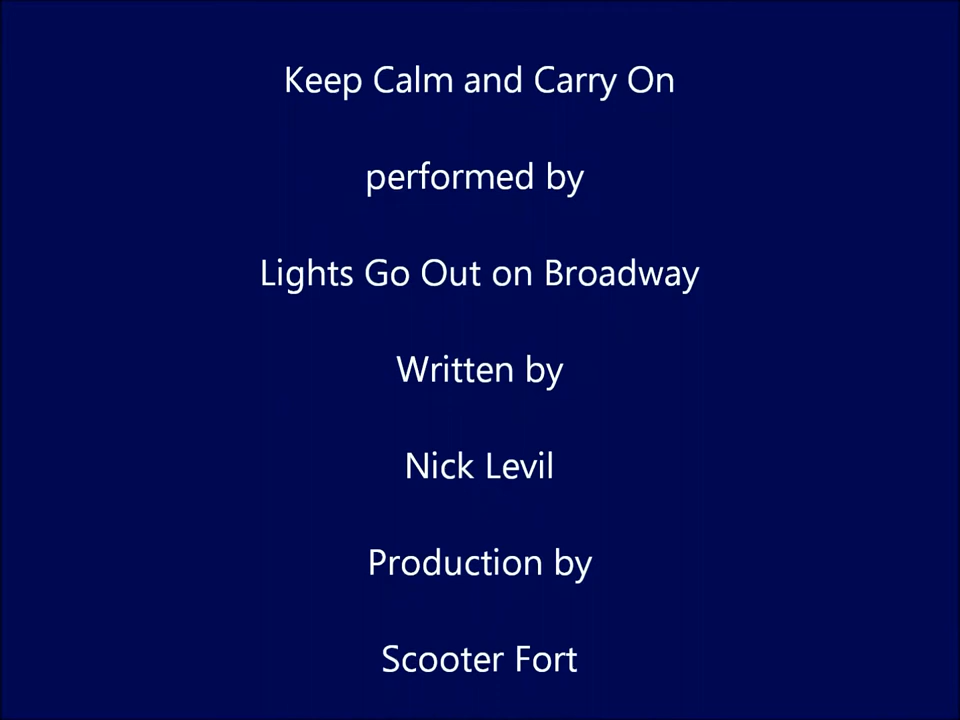 Keep Calm and Carry On
performed by
Lights Go Out on Broadway
Written by
Nick Levil
Production by
Scooter Fort